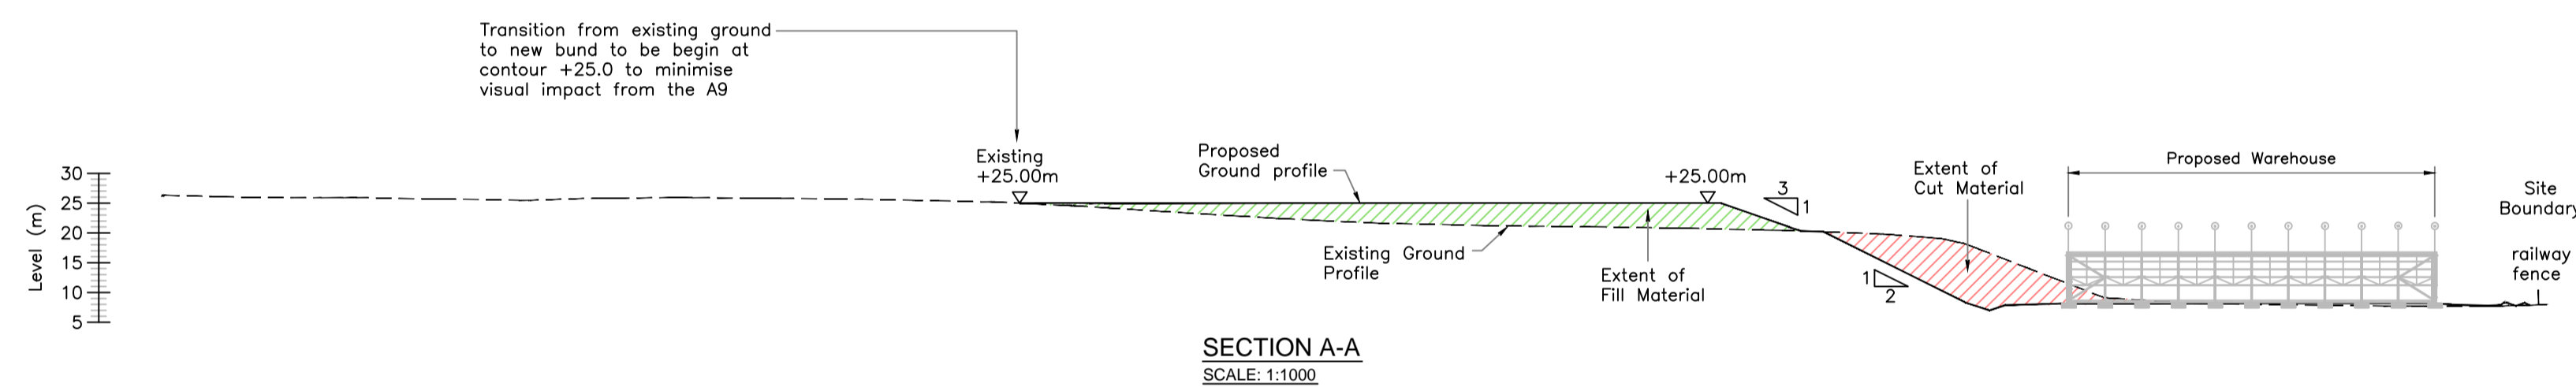 Transition from existing ground
to new bund to be begin at
contour +25.0 to minimise
visual impact from the A9
Level (m)
30
25
20
15
10
5
Existing
+25.00m
Proposed
Ground profile
Existing Ground
Profile
Extent of
Fill Material
+25.00m
3
1
1
2
Extent of
Cut Material
Proposed Warehouse
Site
Boundary
railway
fence
SECTION A-A
SCALE: 1:1000